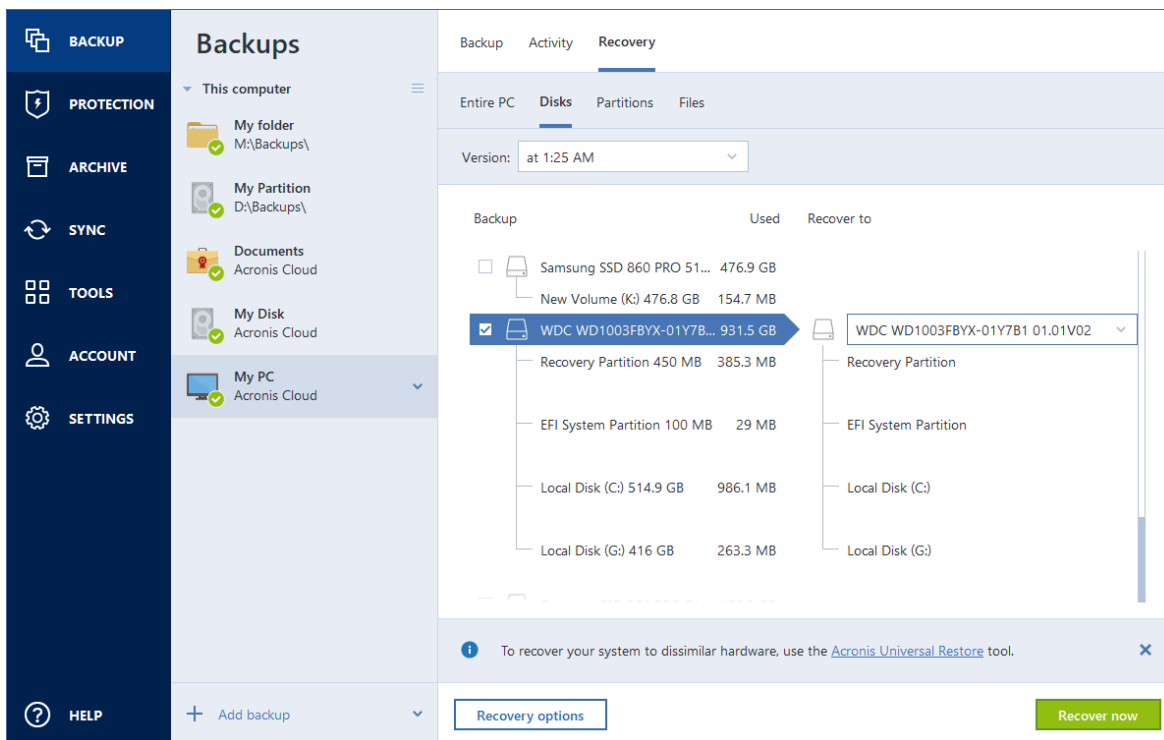 BACKUP
PROTECTION
ARCHIVE
SYNC
TOOLS
ACCOUNT
SETTINGS
HELP
Backups
This computer
My folder
M:\Backups\
My Partition
D:\Backups\
Documents
Acronis Cloud
My Disk
Acronis Cloud
My PC
Acronis Cloud
Add backup
Backup Activity Recovery
Entire PC Disks Partitions Files
Version: at 1:25 AM
Backup Used Recover to
Samsung SSD 860 PRO 51... 476.9 GB
New Volume (K:) 476.8 GB 154.7 MB
WDC WD1003FBYX-01Y7B... 931.5 GB WDC WD1003FBYX-01Y7B1 01.01V02
Recovery Partition 450 MB 385.3 MB Recovery Partition
EFI System Partition 100 MB 29 MB EFI System Partition
Local Disk (C:) 514.9 GB 986.1 MB Local Disk (C:)
Local Disk (G:) 416 GB 263.3 MB Local Disk (G:)
To recover your system to dissimilar hardware, use the Acronis Universal Restore tool.
Recovery options Recover now